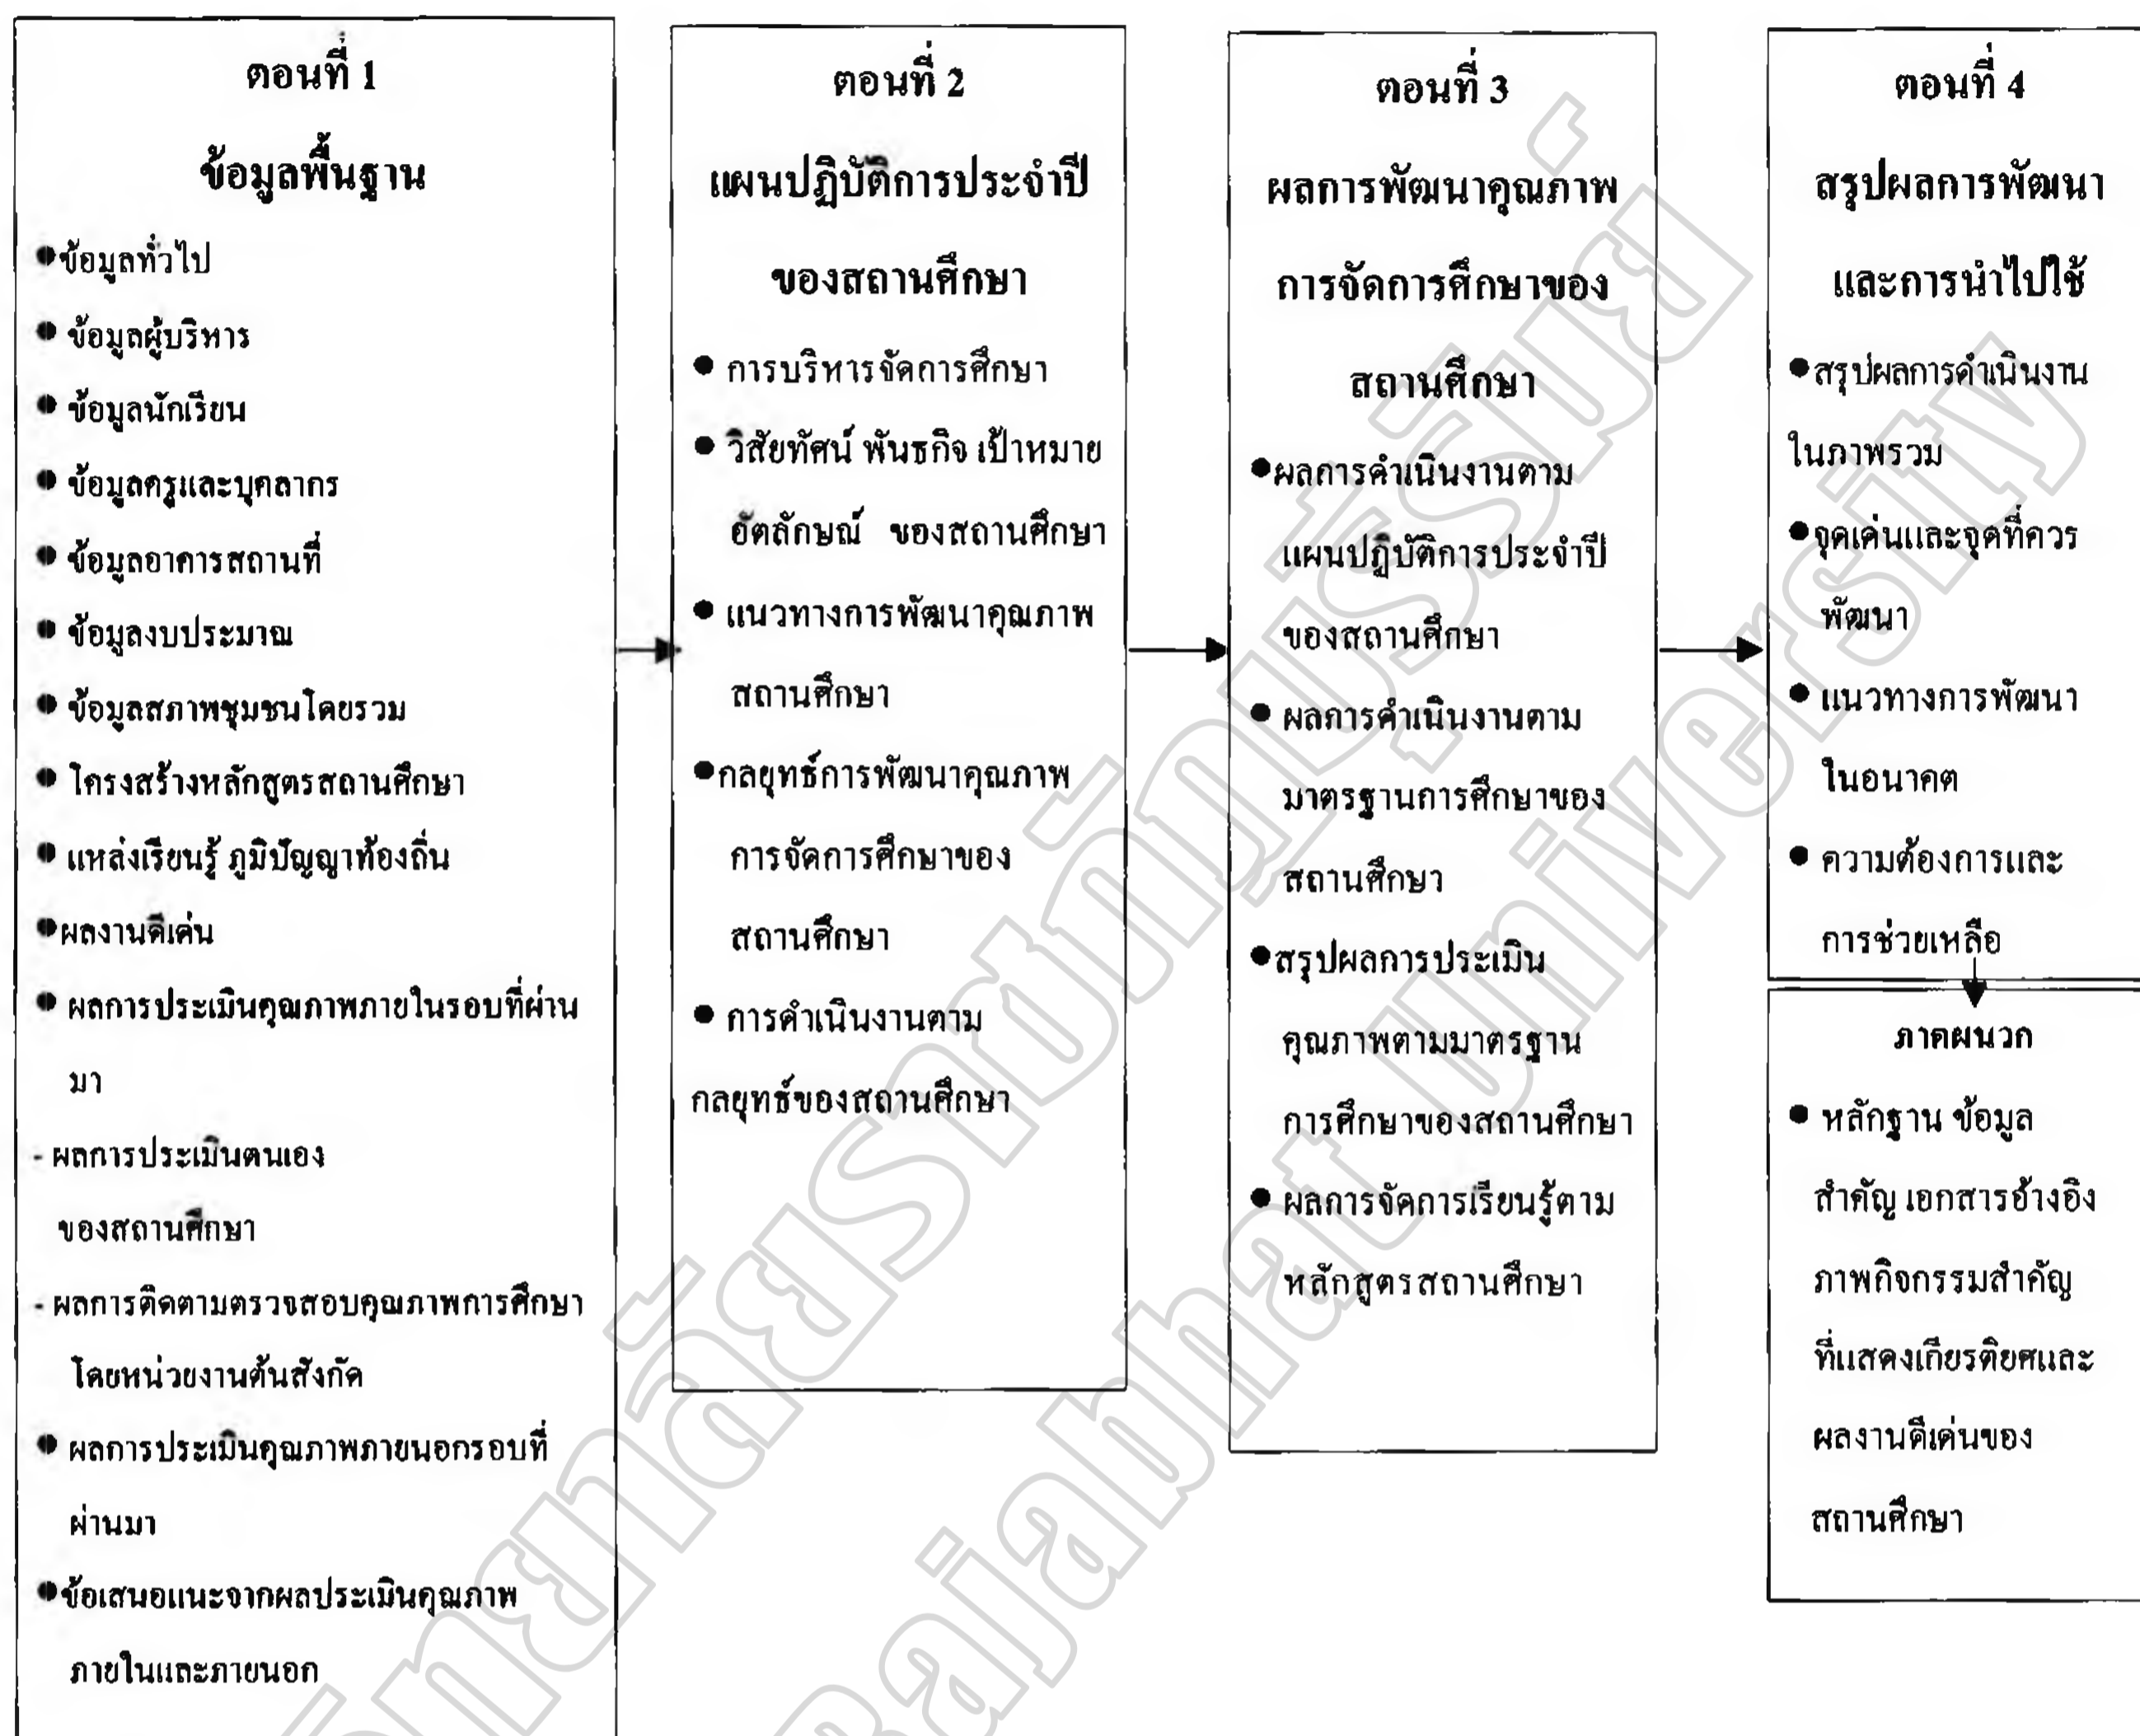 ตอนที่ 1
ข้อมูลพื้นฐาน
●ข้อมูลทั่วไป
● ข้อมูลผู้บริหาร
● ข้อมูลนักเรียน
● ข้อมูลครูและบุคลากร
● ข้อมูลอาคารสถานที่
● ข้อมูลงบประมาณ
● ข้อมูลสภาพชุมชนโดยรวม
● โครงสร้างหลักสูตรสถานศึกษา
● แหล่งเรียนรู้ ภูมิปัญญาท้องถิ่น
●ผลงานดีเด่น
● ผลการประเมินคุณภาพภายในรอบที่ผ่าน
มา
- ผลการประเมินตนเอง
ของสถานศึกษา
- ผลการติดตามตรวจสอบคุณภาพการศึกษา
โดยหน่วยงานต้นสังกัด
● ผลการประเมินคุณภาพภายนอกรอบที่
ผ่านมา
●ข้อเสนอแนะจากผลประเมินคุณภาพ
ภายในและภายนอก
ตอนที่ 2
แผนปฏิบัติการประจำปี
ของสถานศึกษา
● การบริหารจัดการศึกษา
● วิสัยทัศน์ พันธกิจ เป้าหมาย
อัตลักษณ์ ของสถานศึกษา
● แนวทางการพัฒนาคุณภาพ
สถานศึกษา
●กลยุทธ์การพัฒนาคุณภาพ
การจัดการศึกษาของ
สถานศึกษา
● การดำเนินงานตาม
กลยุทธ์ของสถานศึกษา
ตอนที่ 3
ผลการพัฒนาคุณภาพ
การจัดการศึกษาของ
สถานศึกษา
●ผลการดำเนินงานตาม
แผนปฏิบัติการประจำปี
ของสถานศึกษา
● ผลการดำเนินงานตาม
มาตรฐานการศึกษาของ
สถานศึกษา
●สรุปผลการประเมิน
คุณภาพตามมาตรฐาน
การศึกษาของสถานศึกษา
● ผลการจัดการเรียนรู้ตาม
หลักสูตรสถานศึกษา
ตอนที่ 4
สรุปผลการพัฒนา
และการนำไปใช้
●สรุปผลการดำเนินงาน
ในภาพรวม
●จุดเด่นและจุดที่ควร
พัฒนา
● แนวทางการพัฒนา
ในอนาคต
● ความต้องการและ
การช่วยเหลือ
ภาคผนวก
● หลักฐาน ข้อมูล
สำคัญ เอกสารอ้างอิง
ภาพกิจกรรมสำคัญ
ที่แสดงเกียรติยศและ
ผลงานดีเด่นของ
สถานศึกษา
Rajabhat University